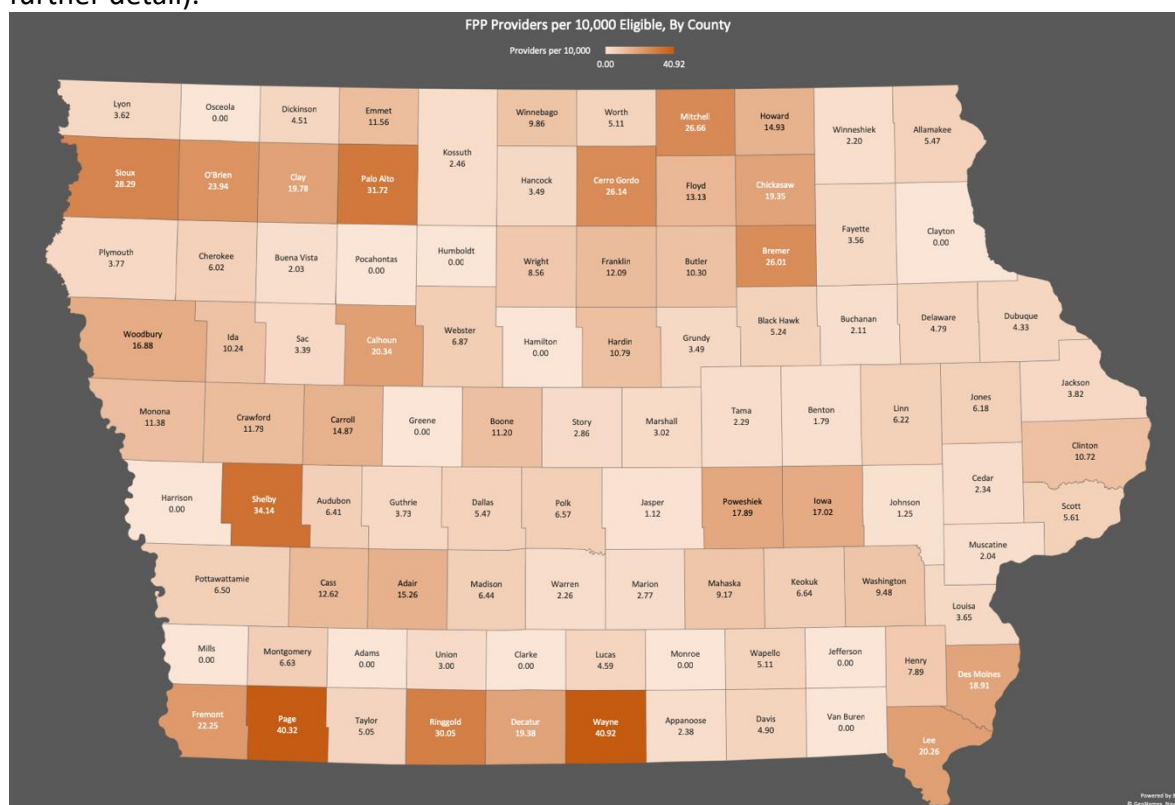 further detail).
FPP Providers per 10,000 Eligible, By County
Providers per 10,000
0.00 40.92
Lyon
3.62
Osceola
0.00
Dickinson
4.51
Emmet
11.56
Kossuth
2.46
Winnebago
9.86
Worth
5.11
Mitchell
26.66
Howard
14.93
Winneshiek
2.20
Allamakee
5.47
Sioux
28.29
O'Brien
23.94
Clay
19.78
Palo Alto
31.72
Hancock
3.49
Cerro Gordo
26.14
Floyd
13.13
Chickasaw
19.35
Fayette
3.56
Clayton
0.00
Plymouth
3.77
Cherokee
6.02
Buena Vista
2.03
Pocahontas
0.00
Humboldt
0.00
Wright
8.56
Franklin
12.09
Butler
10.30
Bremer
26.01
Woodbury
16.88
Ida
10.24
Sac
3.39
Calhoun
20.34
Webster
6.87
Hamilton
0.00
Hardin
10.79
Grundy
3.49
Black Hawk
5.24
Buchanan
2.11
Delaware
4.79
Dubuque
4.33
Monona
11.38
Crawford
11.79
Carroll
14.87
Greene
0.00
Boone
11.20
Story
2.86
Marshall
3.02
Tama
2.29
Benton
1.79
Linn
6.22
Jones
6.18
Jackson
3.82
Clinton
10.72
Harrison
0.00
Shelby
34.14
Audubon
6.41
Guthrie
3.73
Dallas
5.47
Polk
6.57
Jasper
1.12
Poweshiek
17.89
Iowa
17.02
Johnson
1.25
Cedar
2.34
Scott
5.61
Muscatine
2.04
Pottawattamie
6.50
Cass
12.62
Adair
15.26
Madison
6.44
Warren
2.26
Marion
2.77
Mahaska
9.17
Keokuk
6.64
Washington
9.48
Louisa
3.65
Mills
0.00
Montgomery
6.63
Adams
0.00
Union
3.00
Clarke
0.00
Lucas
4.59
Monroe
0.00
Wapello
5.11
Jefferson
0.00
Henry
7.89
Des Moines
18.91
Fremont
22.25
Page
40.32
Taylor
5.05
Ringgold
30.05
Decatur
19.38
Wayne
40.92
Appanoose
2.38
Davis
4.90
Van Buren
0.00
Lee
20.26
Powered by
© GeoNames